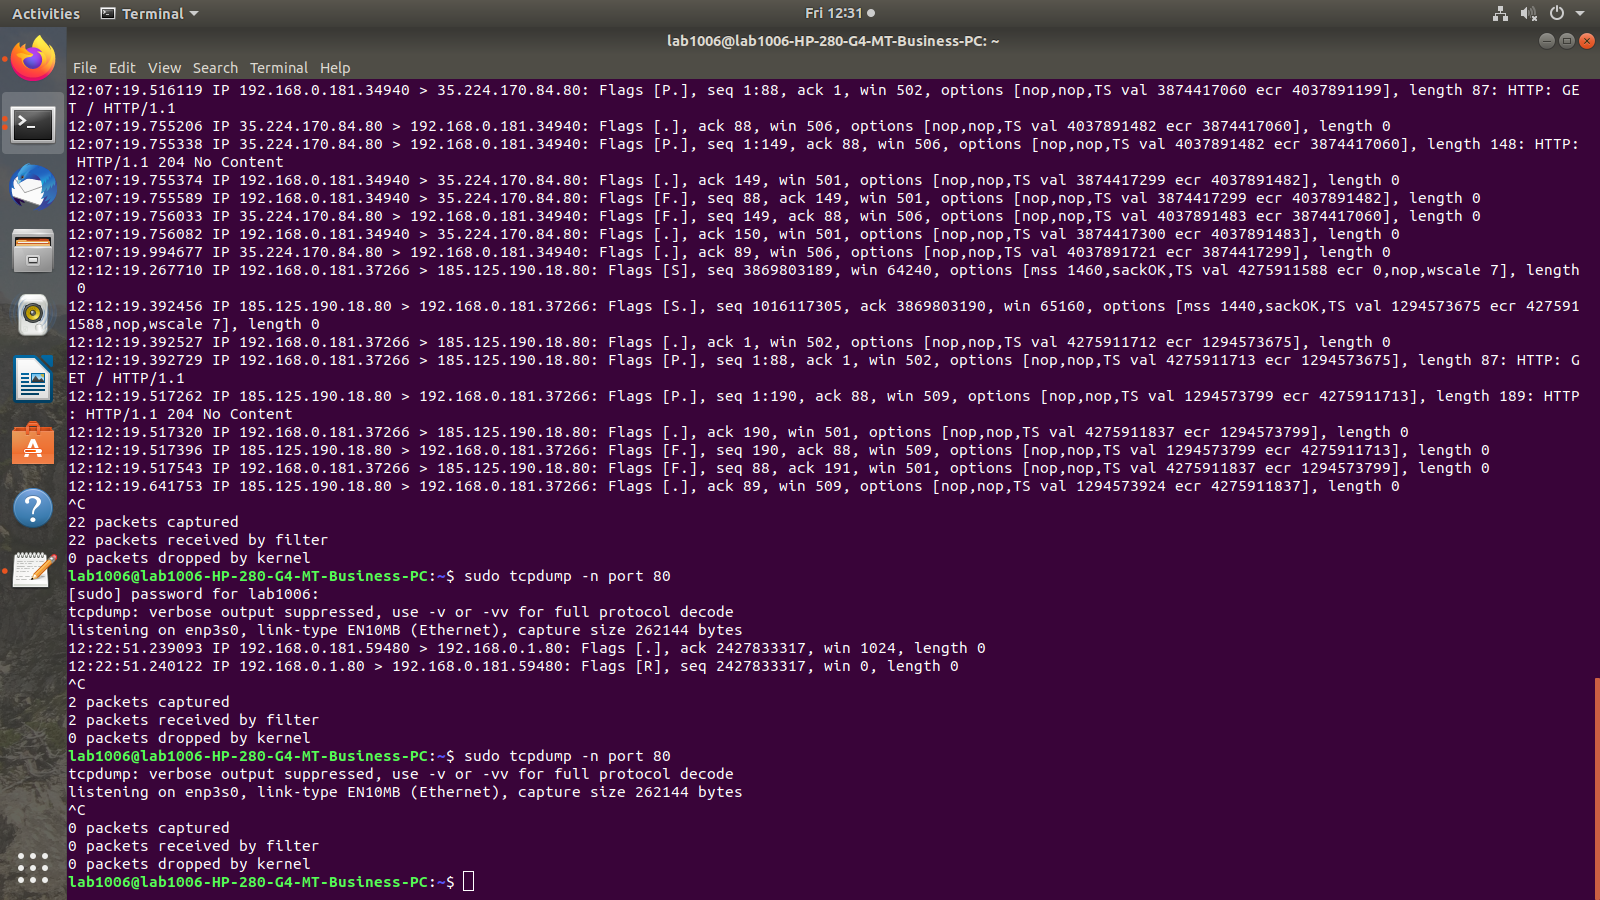 Activities Terminal Fri 12:31
lab1006@lab1006-HP-280-G4-MT-Business-PC: ~
File Edit View Search Terminal Help
12:07:19.516119 IP 192.168.0.181.34940 > 35.224.170.84.80: Flags [P.], seq 1:88, ack 1, win 502, options [nop,nop,TS val 3874417060 ecr 4037891199], length 87: HTTP: GE
T / HTTP/1.1
12:07:19.755206 IP 35.224.170.84.80 > 192.168.0.181.34940: Flags [.], ack 88, win 506, options [nop,nop,TS val 4037891482 ecr 3874417060], length 0
12:07:19.755338 IP 35.224.170.84.80 > 192.168.0.181.34940: Flags [P.], seq 1:149, ack 88, win 506, options [nop,nop,TS val 4037891482 ecr 3874417060], length 148: HTTP:
 HTTP/1.1 204 No Content
12:07:19.755374 IP 192.168.0.181.34940 > 35.224.170.84.80: Flags [.], ack 149, win 501, options [nop,nop,TS val 3874417299 ecr 4037891482], length 0
12:07:19.755589 IP 192.168.0.181.34940 > 35.224.170.84.80: Flags [F.], seq 88, ack 149, win 501, options [nop,nop,TS val 3874417299 ecr 4037891482], length 0
12:07:19.756033 IP 35.224.170.84.80 > 192.168.0.181.34940: Flags [F.], seq 149, ack 88, win 506, options [nop,nop,TS val 4037891483 ecr 3874417060], length 0
12:07:19.756082 IP 192.168.0.181.34940 > 35.224.170.84.80: Flags [.], ack 150, win 501, options [nop,nop,TS val 3874417300 ecr 4037891483], length 0
12:07:19.994677 IP 35.224.170.84.80 > 192.168.0.181.34940: Flags [.], ack 89, win 506, options [nop,nop,TS val 4037891721 ecr 3874417299], length 0
12:12:19.267710 IP 192.168.0.181.37266 > 185.125.190.18.80: Flags [S], seq 3869803189, win 64240, options [mss 1460,sackOK,TS val 4275911588 ecr 0,nop,wscale 7], length
 0
12:12:19.392456 IP 185.125.190.18.80 > 192.168.0.181.37266: Flags [S.], seq 1016117305, ack 3869803190, win 65160, options [mss 1440,sackOK,TS val 1294573675 ecr 427591
1588,nop,wscale 7], length 0
12:12:19.392527 IP 192.168.0.181.37266 > 185.125.190.18.80: Flags [.], ack 1, win 502, options [nop,nop,TS val 4275911712 ecr 1294573675], length 0
12:12:19.392729 IP 192.168.0.181.37266 > 185.125.190.18.80: Flags [P.], seq 1:88, ack 1, win 502, options [nop,nop,TS val 4275911713 ecr 1294573675], length 87: HTTP: G
ET / HTTP/1.1
12:12:19.517262 IP 185.125.190.18.80 > 192.168.0.181.37266: Flags [P.], seq 1:190, ack 88, win 509, options [nop,nop,TS val 1294573799 ecr 4275911713], length 189: HTTP
: HTTP/1.1 204 No Content
12:12:19.517320 IP 192.168.0.181.37266 > 185.125.190.18.80: Flags [.], ack 190, win 501, options [nop,nop,TS val 4275911837 ecr 1294573799], length 0
12:12:19.517396 IP 185.125.190.18.80 > 192.168.0.181.37266: Flags [F.], seq 190, ack 88, win 509, options [nop,nop,TS val 1294573799 ecr 4275911713], length 0
12:12:19.517543 IP 192.168.0.181.37266 > 185.125.190.18.80: Flags [F.], seq 88, ack 191, win 501, options [nop,nop,TS val 4275911837 ecr 1294573799], length 0
12:12:19.641753 IP 185.125.190.18.80 > 192.168.0.181.37266: Flags [.], ack 89, win 509, options [nop,nop,TS val 1294573924 ecr 4275911837], length 0
^C
22 packets captured
22 packets received by filter
0 packets dropped by kernel
lab1006@lab1006-HP-280-G4-MT-Business-PC:~$ sudo tcpdump -n port 80
[sudo] password for lab1006:
tcpdump: verbose output suppressed, use -v or -vv for full protocol decode
listening on enp3s0, link-type EN10MB (Ethernet), capture size 262144 bytes
12:22:51.239093 IP 192.168.0.181.59480 > 192.168.0.1.80: Flags [.], ack 2427833317, win 1024, length 0
12:22:51.240122 IP 192.168.0.1.80 > 192.168.0.181.59480: Flags [R], seq 2427833317, win 0, length 0
^C
2 packets captured
2 packets received by filter
0 packets dropped by kernel
lab1006@lab1006-HP-280-G4-MT-Business-PC:~$ sudo tcpdump -n port 80
tcpdump: verbose output suppressed, use -v or -vv for full protocol decode
listening on enp3s0, link-type EN10MB (Ethernet), capture size 262144 bytes
^C
0 packets captured
0 packets received by filter
0 packets dropped by kernel
lab1006@lab1006-HP-280-G4-MT-Business-PC:~$